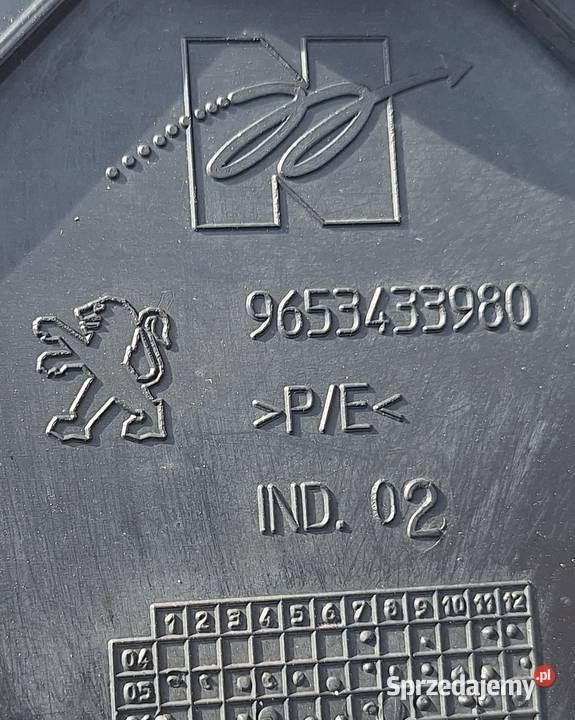 9653433980
>P/E<
IND. 02
1 2 3 4 5 6 7 8 9 10 11 12
04
05
Sprzedajemy.pl